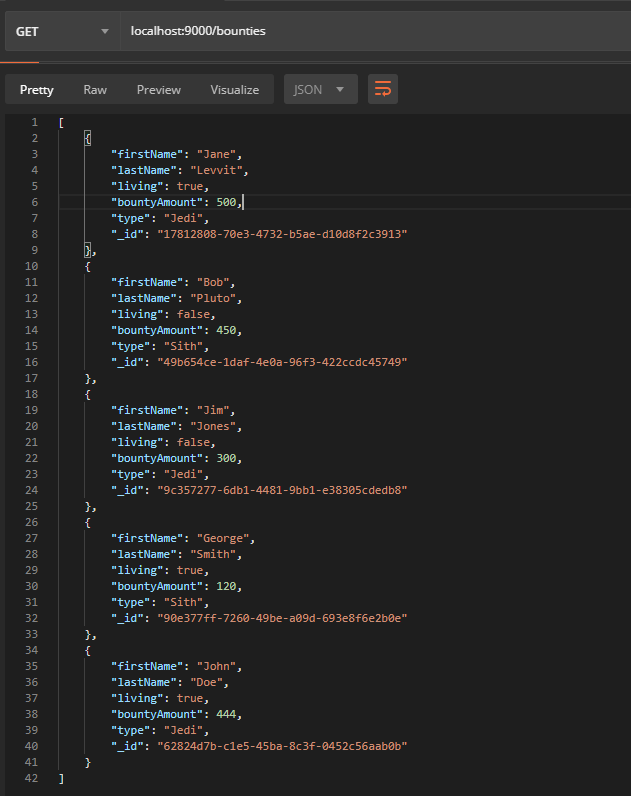 GET localhost:9000/bounties
Pretty Raw Preview Visualize JSON
1 [
2 {
3 "firstName": "Jane",
4 "lastName": "Levvit",
5 "living": true,
6 "bountyAmount": 500,
7 "type": "Jedi",
8 "_id": "17812808-70e3-4732-b5ae-d10d8f2c3913"
9 },
10 {
11 "firstName": "Bob",
12 "lastName": "Pluto",
13 "living": false,
14 "bountyAmount": 450,
15 "type": "Sith",
16 "_id": "49b654ce-1daf-4e0a-96f3-422ccdc45749"
17 },
18 {
19 "firstName": "Jim",
20 "lastName": "Jones",
21 "living": false,
22 "bountyAmount": 300,
23 "type": "Jedi",
24 "_id": "9c357277-6db1-4481-9bb1-e38305cdedb8"
25 },
26 {
27 "firstName": "George",
28 "lastName": "Smith",
29 "living": true,
30 "bountyAmount": 120,
31 "type": "Sith",
32 "_id": "90e377ff-7260-49be-a09d-693e8f6e2b0e"
33 },
34 {
35 "firstName": "John",
36 "lastName": "Doe",
37 "living": true,
38 "bountyAmount": 444,
39 "type": "Jedi",
40 "_id": "62824d7b-c1e5-45ba-8c3f-0452c56aab0b"
41 }
42 ]